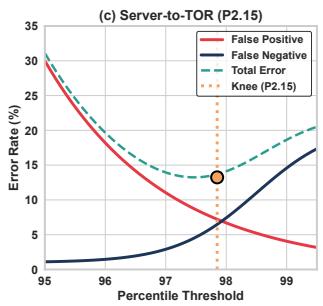 (c) Server-to-TOR (P2.15)
False Positive
False Negative
Total Error
Knee (P2.15)
Error Rate (%)
35
30
25
20
15
10
5
0
95 96 97 98 99
Percentile Threshold